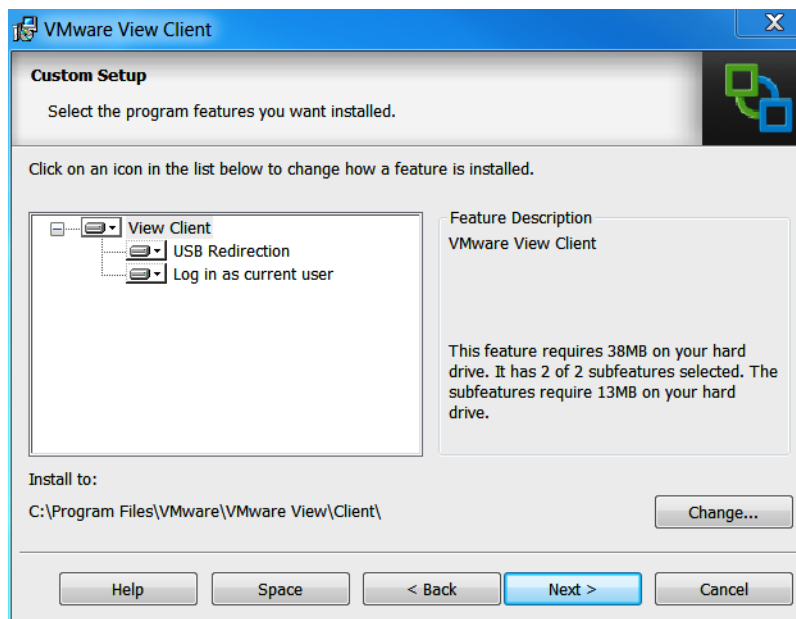 VMware View Client
X
Custom Setup
Select the program features you want installed.
Click on an icon in the list below to change how a feature is installed.
View Client
USB Redirection
Log in as current user
Feature Description
VMware View Client
This feature requires 38MB on your hard
drive. It has 2 of 2 subfeatures selected. The
subfeatures require 13MB on your hard
drive.
Install to:
C:\Program Files\VMware\VMware View\Client\
Change...
Help
Space
< Back
Next >
Cancel